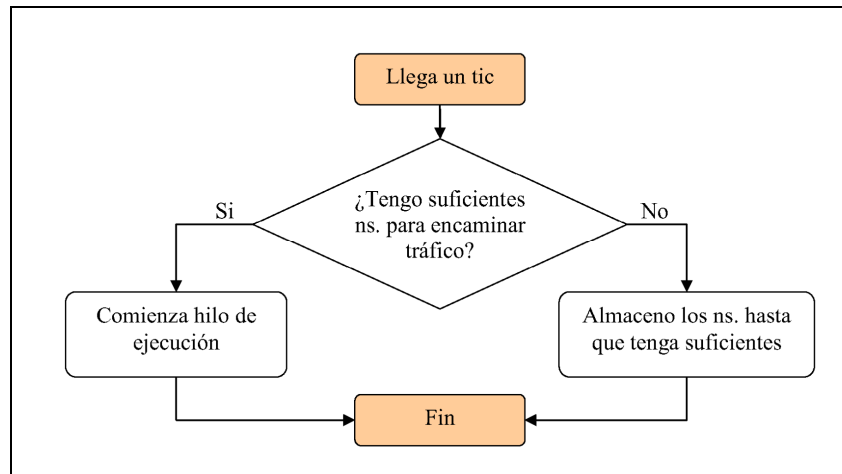 Llega un tic
¿Tengo suficientes
ns. para encaminar
tráfico?
Si
No
Comienza hilo de
ejecución
Almaceno los ns. hasta
que tenga suficientes
Fin